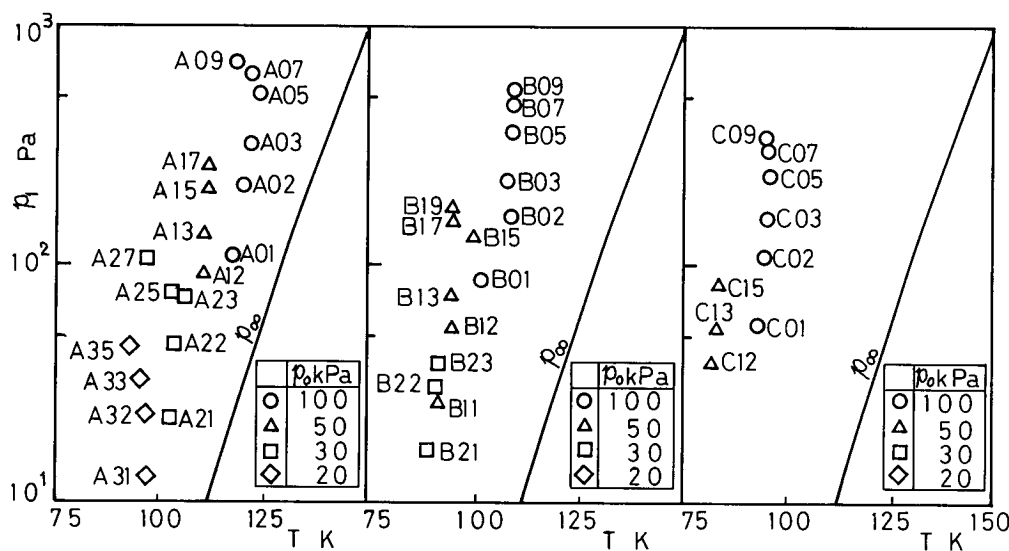 10³
10²
10¹
p₁ Pa
A09
A07
A05
A03
A17
A15
A02
A13
A01
A27
A12
A25
A23
A35
A22
A33
A32
A21
A31
p∞
p₀kPa
100
50
30
20
75 100 125
T K
B09
B07
B05
B03
B19
B17
B02
B15
B01
B13
B12
B23
B22
B11
B21
p∞
p₀kPa
100
50
30
20
75 100 125
T K
C09
C07
C05
C03
C02
C15
C13
C01
C12
p∞
p₀kPa
100
50
30
20
75 100 125 150
T K